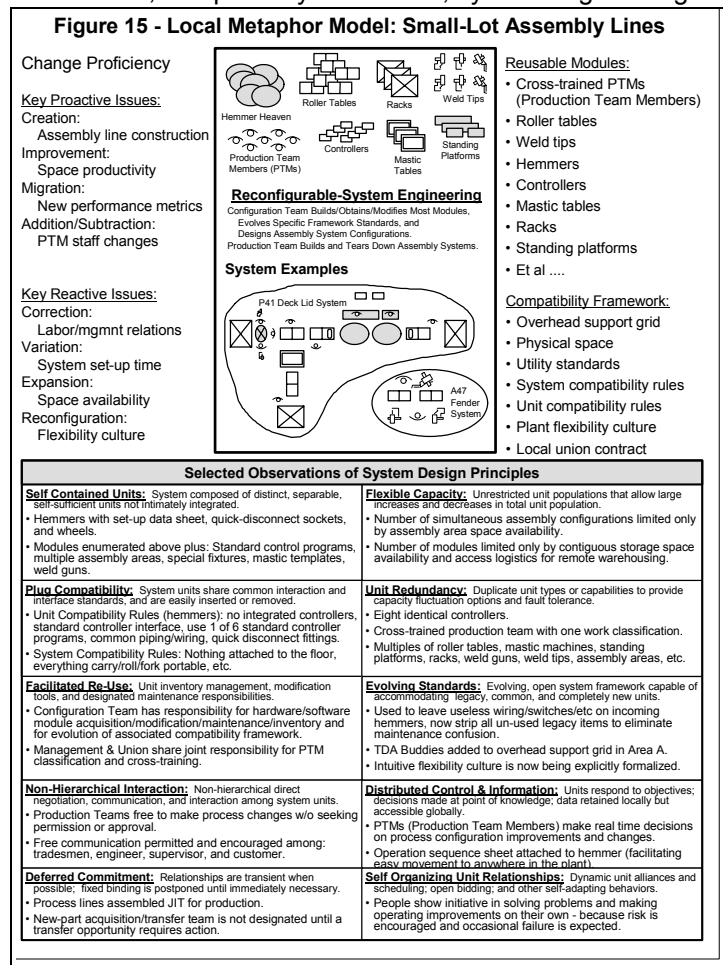 Figure 15 - Local Metaphor Model: Small-Lot Assembly Lines
Change Proficiency
Key Proactive Issues:
Creation:
Assembly line construction
Improvement:
Space productivity
Migration:
New performance metrics
Addition/Subtraction:
PTM staff changes
Key Reactive Issues:
Correction:
Labor/mgmnt relations
Variation:
System set-up time
Expansion:
Space availability
Reconfiguration:
Flexibility culture
Hemmer Heaven
Roller Tables
Racks
Weld Tips
Production Team
Members (PTMs)
Controllers
Mastic
Tables
Standing
Platforms
Reconfigurable-System Engineering
Configuration Team Builds/Obtains/Modifies Most Modules,
Evolves Specific Framework Standards, and
Designs Assembly System Configurations.
Production Team Builds and Tears Down Assembly Systems.
System Examples
P41 Deck Lid System
A47
Fender
System
Reusable Modules:
• Cross-trained PTMs
(Production Team Members)
• Roller tables
• Weld tips
• Hemmers
• Controllers
• Mastic tables
• Racks
• Standing platforms
• Et al ....
Compatibility Framework:
• Overhead support grid
• Physical space
• Utility standards
• System compatibility rules
• Unit compatibility rules
• Plant flexibility culture
• Local union contract
Selected Observations of System Design Principles
Self Contained Units: System composed of distinct, separable,
self-sufficient units not intimately integrated.
• Hemmers with set-up data sheet, quick-disconnect sockets,
and wheels.
• Modules enumerated above plus: Standard control programs,
multiple assembly areas, special fixtures, mastic templates,
weld guns.
Flexible Capacity: Unrestricted unit populations that allow large
increases and decreases in total unit population.
• Number of simultaneous assembly configurations limited only
by assembly area space availability.
• Number of modules limited only by contiguous storage space
availability and access logistics for remote warehousing.
Plug Compatibility: System units share common interaction and
interface standards, and are easily inserted or removed.
• Unit Compatibility Rules (hemmers): no integrated controllers,
standard controller interface, use 1 of 6 standard controller
programs, common piping/wiring, quick disconnect fittings.
• System Compatibility Rules: Nothing attached to the floor,
everything carry/roll/fork portable, etc.
Unit Redundancy: Duplicate unit types or capabilities to provide
capacity fluctuation options and fault tolerance.
• Eight identical controllers.
• Cross-trained production team with one work classification.
• Multiples of roller tables, mastic machines, standing
platforms, racks, weld guns, weld tips, assembly areas, etc.
Facilitated Re-Use: Unit inventory management, modification
tools, and designated maintenance responsibilities.
• Configuration Team has responsibility for hardware/software
module acquisition/modification/maintenance/inventory and
for evolution of associated compatibility framework.
• Management & Union share joint responsibility for PTM
classification and cross-training.
Evolving Standards: Evolving, open system framework capable of
accommodating legacy, common, and completely new units.
• Used to leave useless wiring/switches/etc on incoming
hemmers, now strip all un-used legacy items to eliminate
maintenance confusion.
• TDA Buddies added to overhead support grid in Area A.
• Intuitive flexibility culture is now being explicitly formalized.
Non-Hierarchical Interaction: Non-hierarchical direct
negotiation, communication, and interaction among system units.
• Production Teams free to make process changes w/o seeking
permission or approval.
• Free communication permitted and encouraged among:
tradesmen, engineer, supervisor, and customer.
Distributed Control & Information: Units respond to objectives;
decisions made at point of knowledge; data retained locally but
accessible globally.
• PTMs (Production Team Members) make real time decisions
on process configuration improvements and changes.
• Operation sequence sheet attached to hemmer (facilitating
easy movement to anywhere in the plant).
Deferred Commitment: Relationships are transient when
possible; fixed binding is postponed until immediately necessary.
• Process lines assembled JIT for production.
• New-part acquisition/transfer team is not designated until a
transfer opportunity requires action.
Self Organizing Unit Relationships: Dynamic unit alliances and
scheduling; open bidding; and other self-adapting behaviors.
• People show initiative in solving problems and making
operating improvements on their own - because risk is
encouraged and occasional failure is expected.